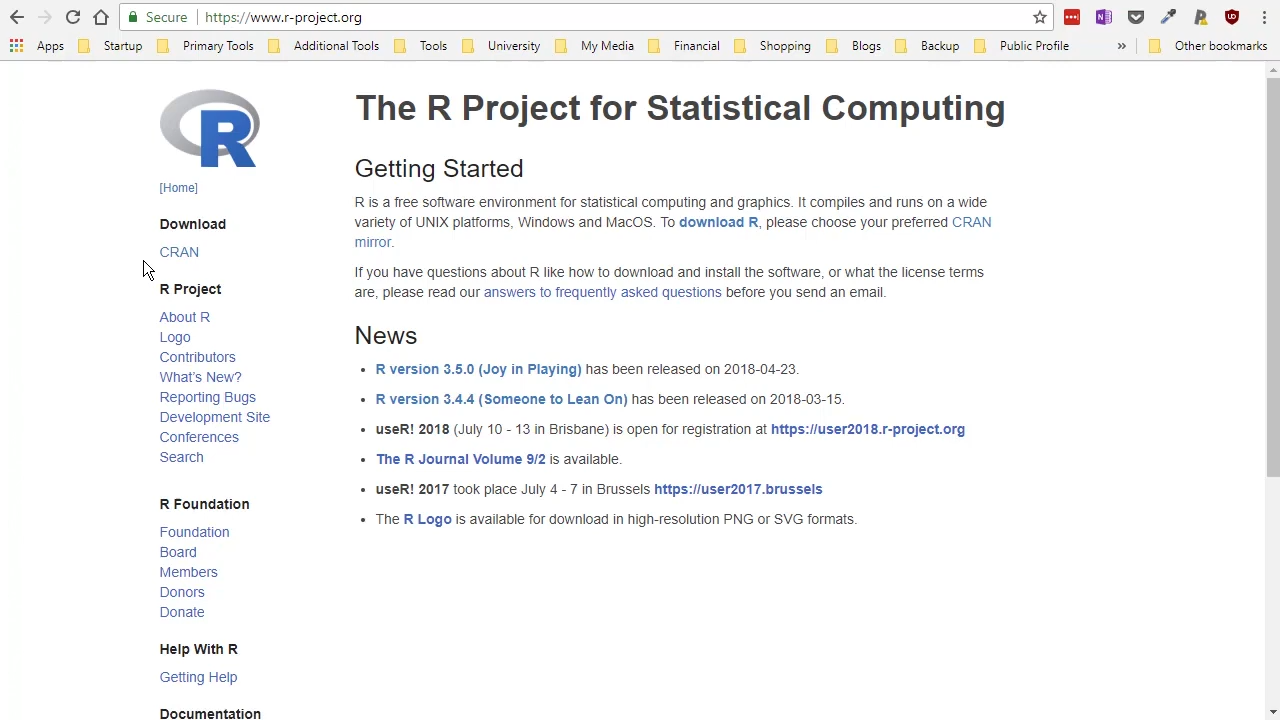 Secure https://www.r-project.org
Apps Startup Primary Tools Additional Tools Tools University My Media Finance Shopping Blogs Backup Public Profile » Other bookmarks
R
The R Project for Statistical Computing
[Home]
Download
CRAN
R Project
About R
Logo
Contributors
What's New?
Reporting Bugs
Development Site
Conferences
Search
R Foundation
Foundation
Board
Members
Donors
Donate
Help With R
Getting Help
Documentation
Getting Started
R is a free software environment for statistical computing and graphics. It compiles and runs on a wide
variety of UNIX platforms, Windows and MacOS. To download R, please choose your preferred CRAN
mirror.
If you have questions about R like how to download and install the software, or what the license terms
are, please read our answers to frequently asked questions before you send an email.
News
• R version 3.5.0 (Joy in Playing) has been released on 2018-04-23.
• R version 3.4.4 (Someone to Lean On) has been released on 2018-03-15.
• useR! 2018 (July 10 - 13 in Brisbane) is open for registration at https://user2018.r-project.org
• The R Journal Volume 9/2 is available.
• useR! 2017 took place July 4 - 7 in Brussels https://user2017.brussels
• The R Logo is available for download in high-resolution PNG or SVG formats.